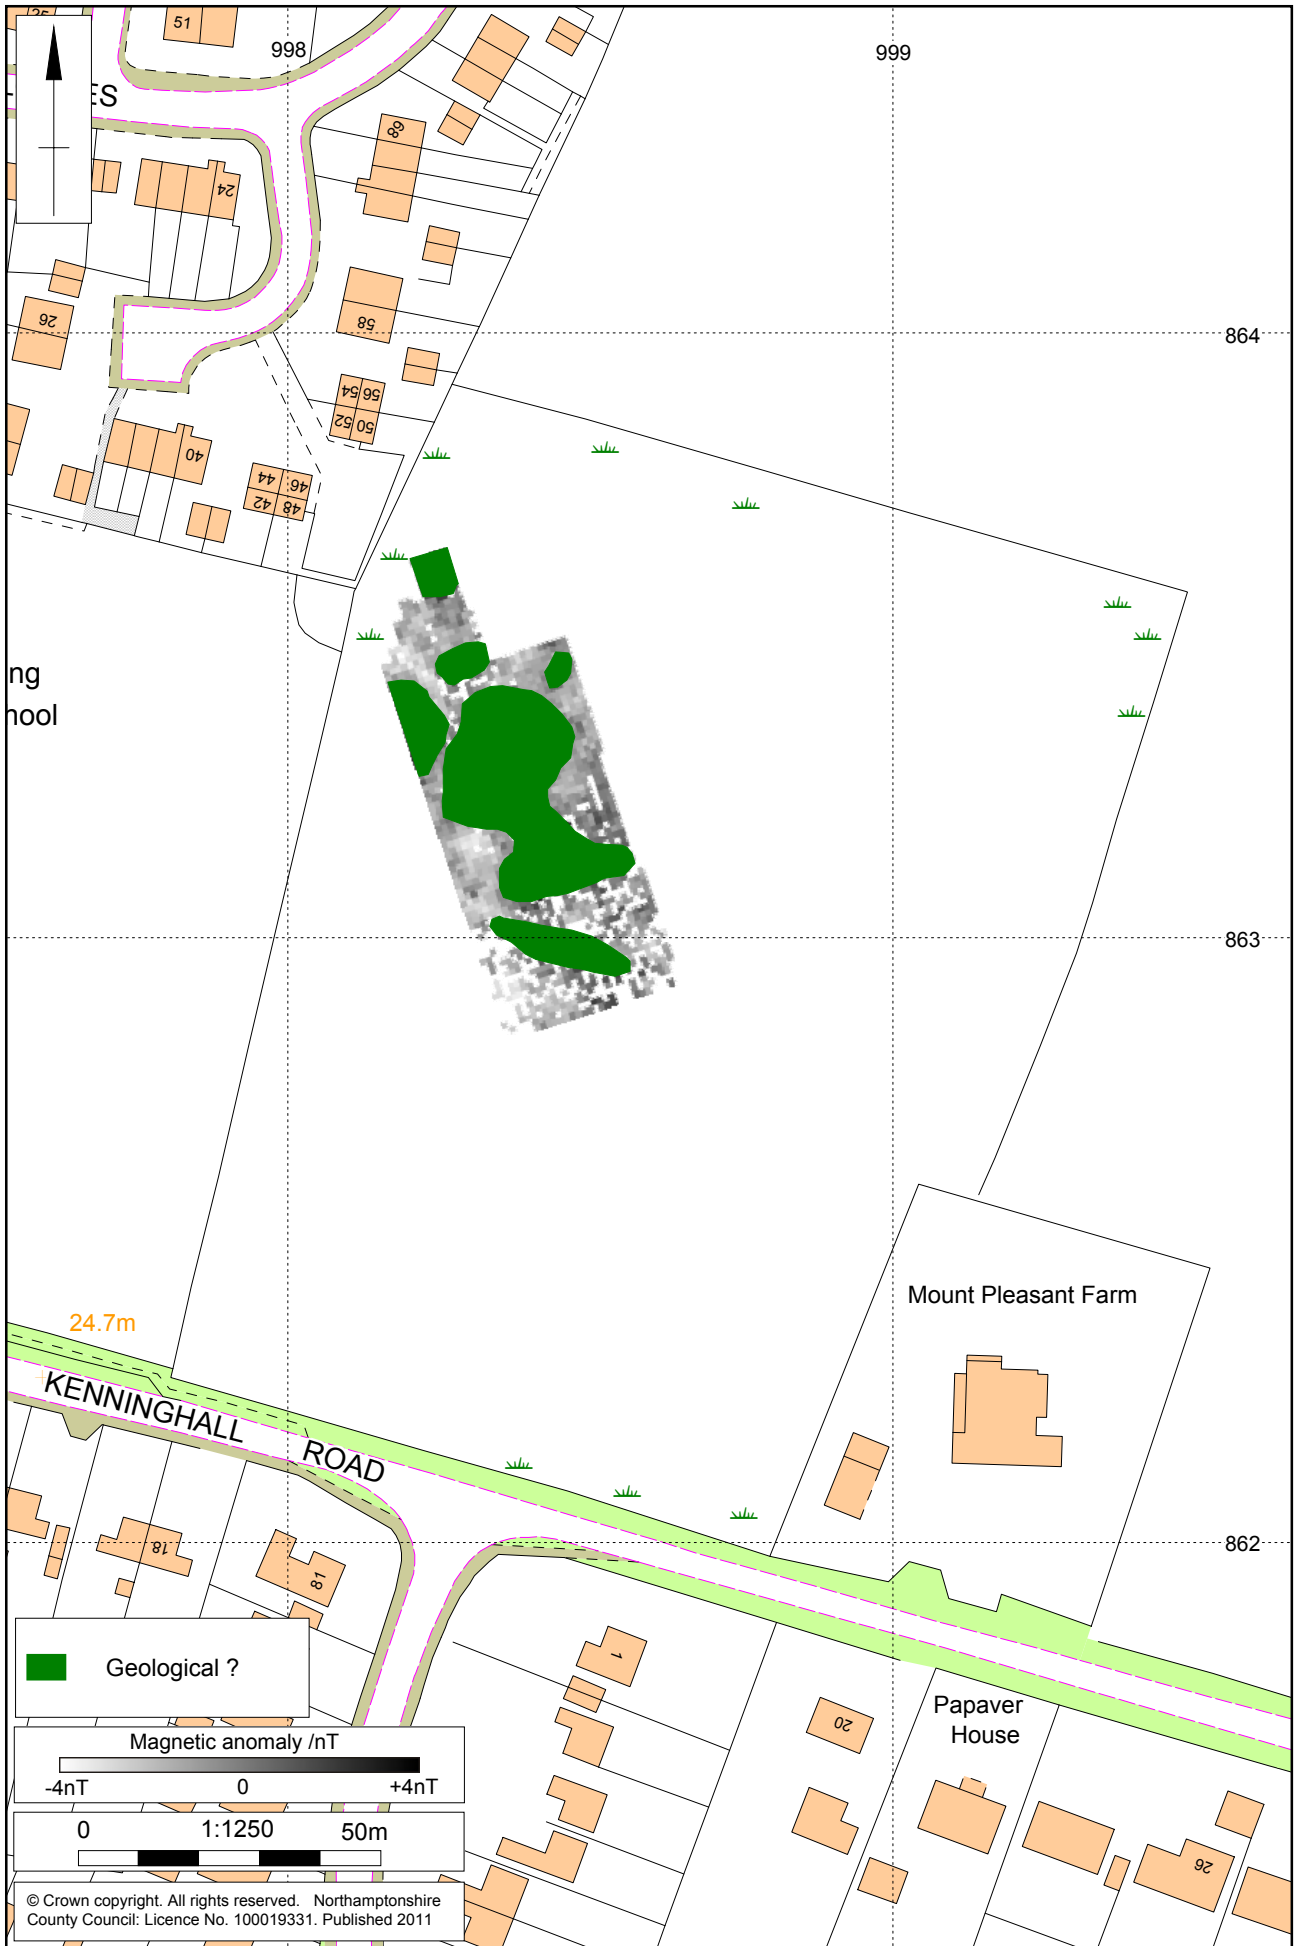 51
998
999
ES
68
24
864
26
58
54 56
52 50
40
44 46
42 48
ng
hool
863
Mount Pleasant Farm
24.7m
KENNINGHALL ROAD
862
18
81
1
Geological ?
20
Papaver
House
Magnetic anomaly /nT
-4nT 0 +4nT
26
0 1:1250 50m
© Crown copyright. All rights reserved. Northamptonshire
County Council: Licence No. 100019331. Published 2011